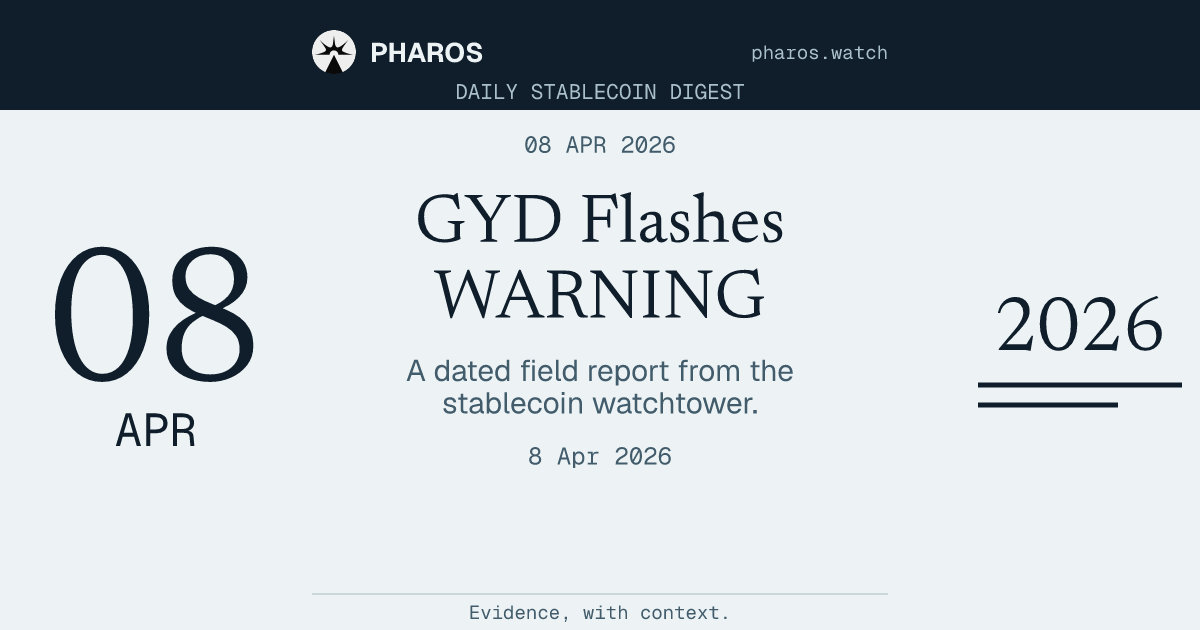 PHAROS
pharos.watch
DAILY STABLECOIN DIGEST
08 APR 2026
GYD Flashes
WARNING
08
APR
2026
A dated field report from the
stablecoin watchtower.
8 Apr 2026
Evidence, with context.